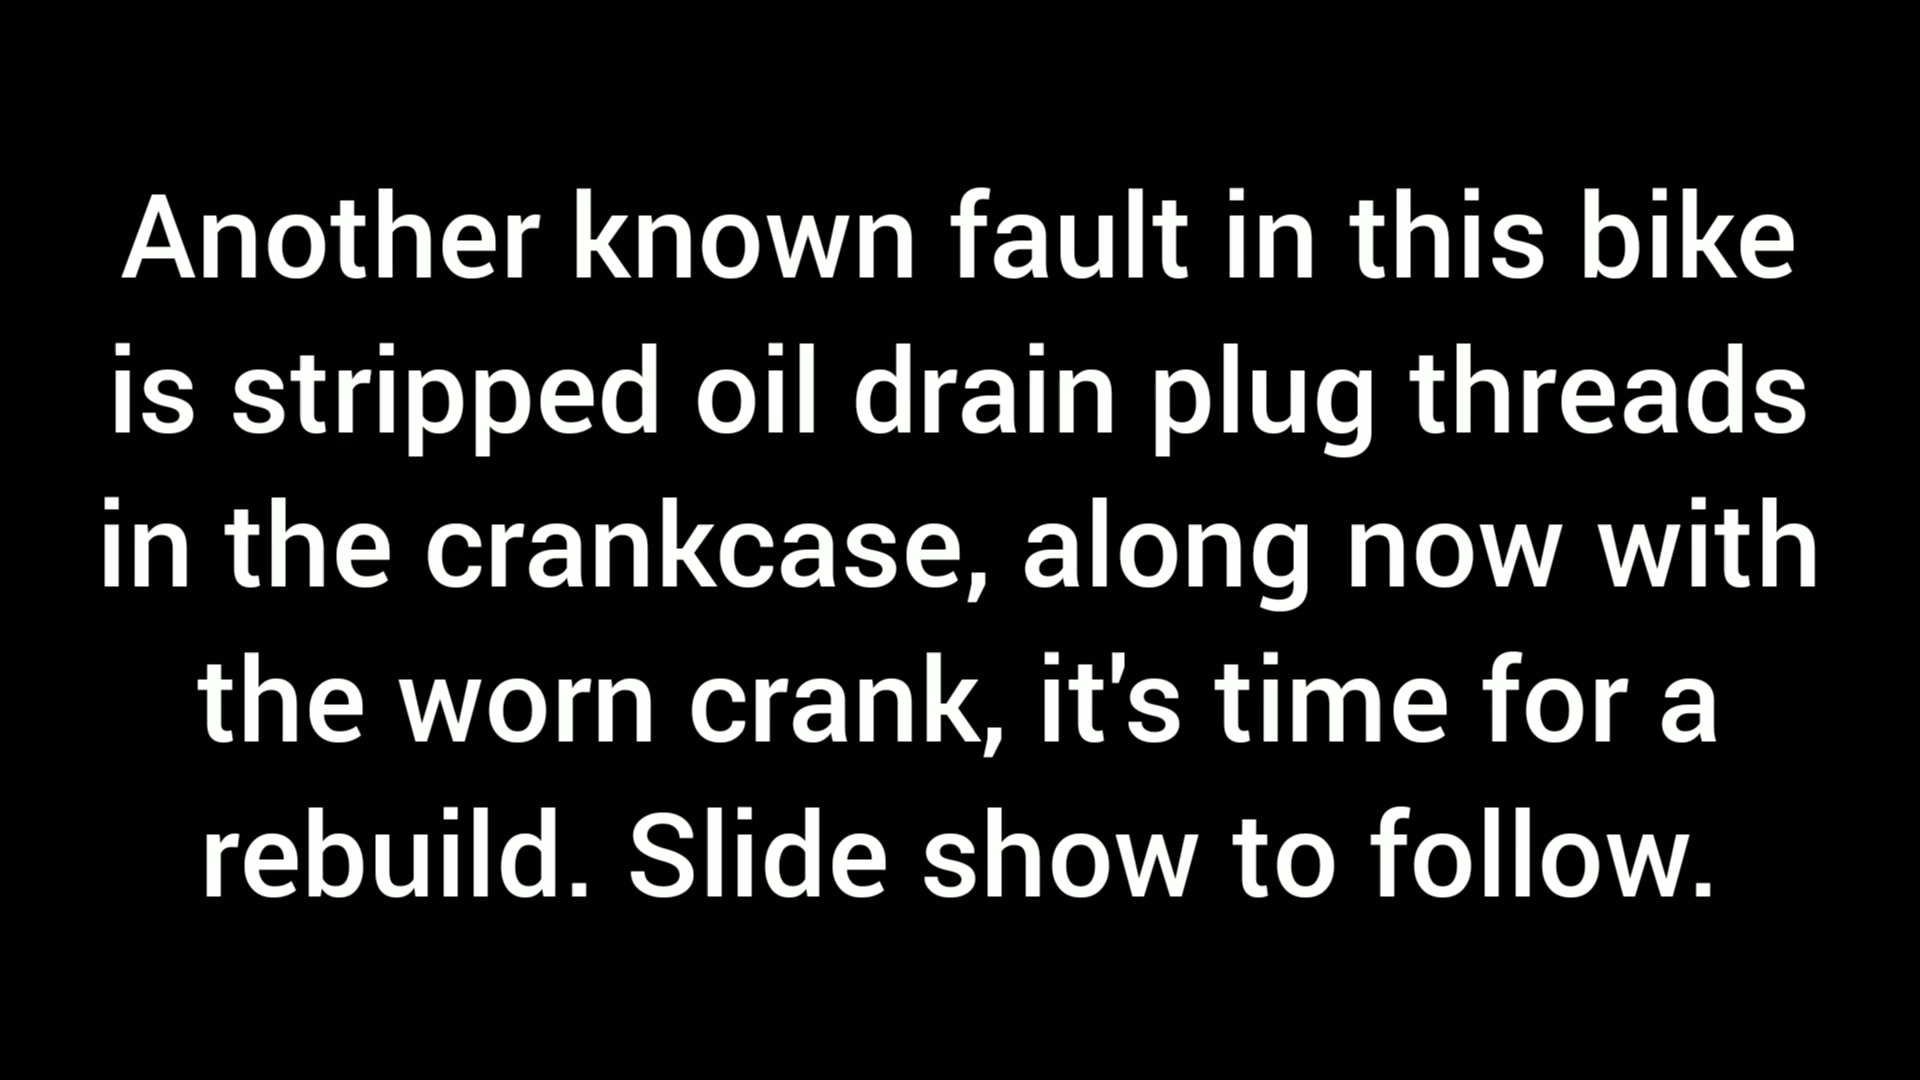 Another known fault in this bike
is stripped oil drain plug threads
in the crankcase, along now with
the worn crank, it's time for a
rebuild. Slide show to follow.